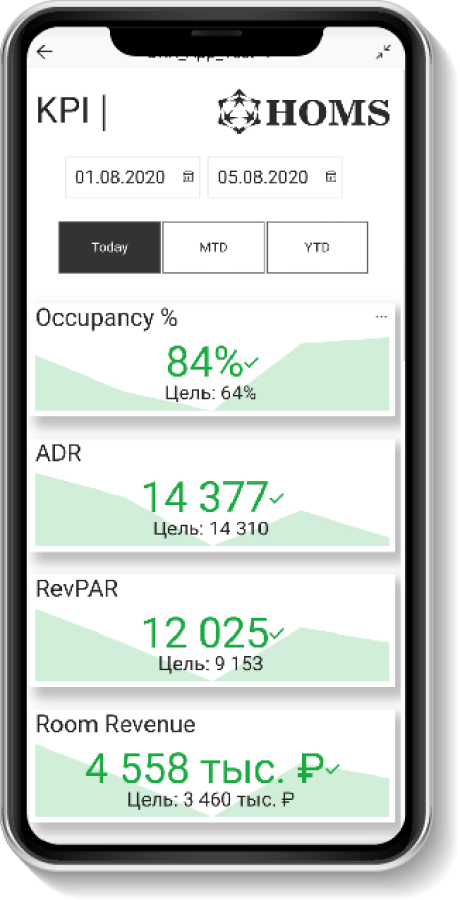 KPI |
HOMS
01.08.2020
05.08.2020
Today
MTD
YTD
Occupancy %
84%
Цель: 64%
ADR
14 377
Цель: 14 310
RevPAR
12 025
Цель: 9 153
Room Revenue
4 558 тыс. ₽
Цель: 3 460 тыс. ₽